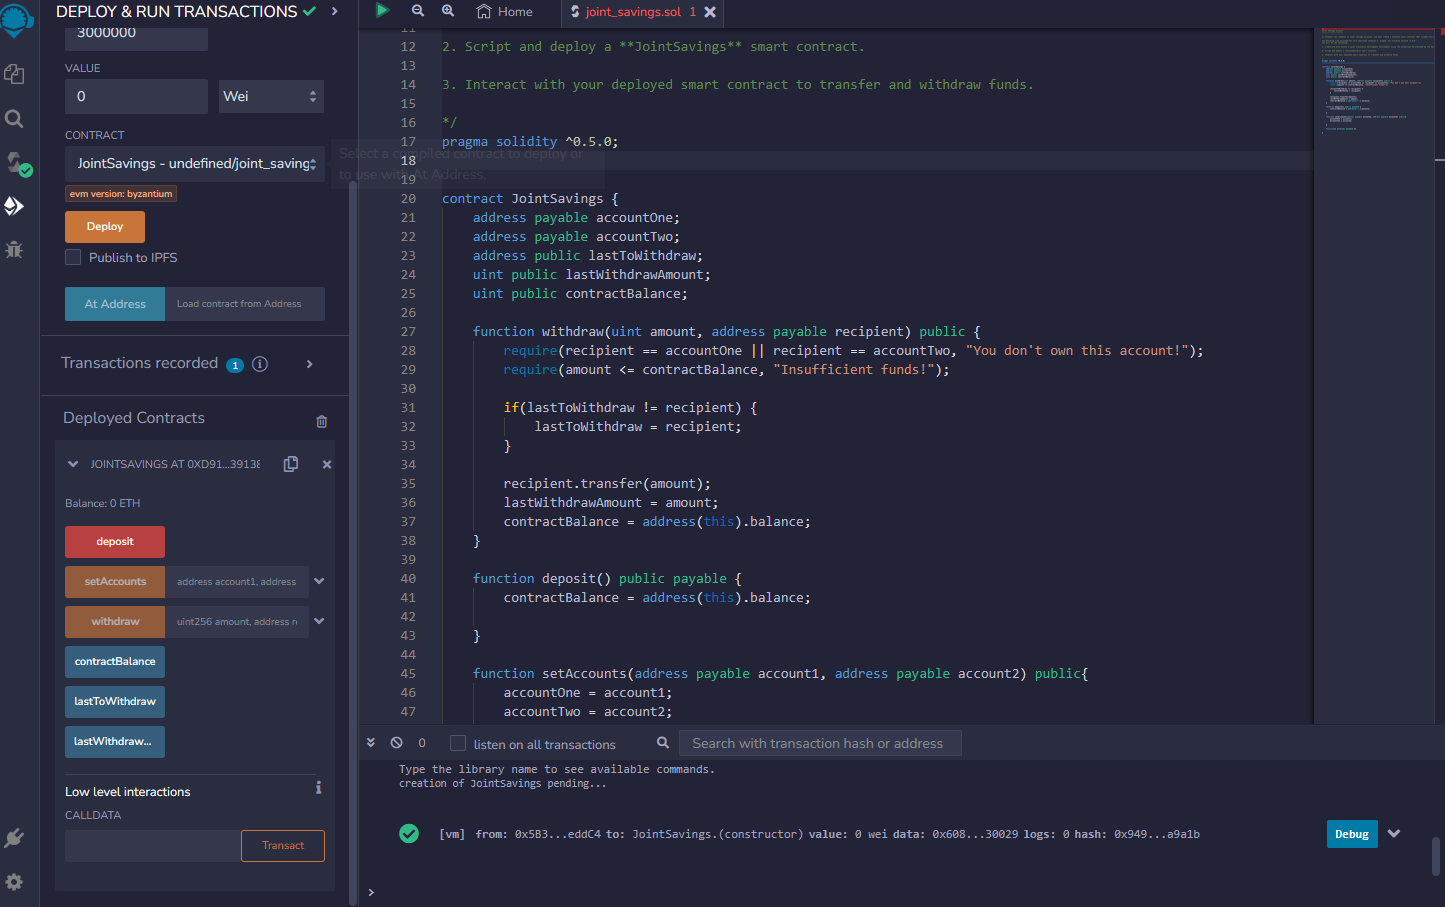 DEPLOY & RUN TRANSACTIONS
3000000
VALUE
0
Wei
CONTRACT
JointSavings - undefined/joint_saving
evm version: byzantium
Deploy
Publish to IPFS
At Address
Load contract from Address
Transactions recorded 1
Deployed Contracts
JOINTSAVINGS AT 0XD91...39138
Balance: 0 ETH
deposit
setAccounts
address account1, address
withdraw
uint256 amount, address re
contractBalance
lastToWithdraw
lastWithdraw...
Low level interactions
CALLDATA
Transact
Home
joint_savings.sol 1
Select a compiled contract to deploy or
to use with At Address.
11
12 2. Script and deploy a **JointSavings** smart contract.
13
14 3. Interact with your deployed smart contract to transfer and withdraw funds.
15
16 */
17 pragma solidity ^0.5.0;
18
19
20 contract JointSavings {
21 address payable accountOne;
22 address payable accountTwo;
23 address public lastToWithdraw;
24 uint public lastWithdrawAmount;
25 uint public contractBalance;
26
27 function withdraw(uint amount, address payable recipient) public {
28 require(recipient == accountOne || recipient == accountTwo, "You don't own this account!");
29 require(amount <= contractBalance, "Insufficient funds!");
30
31 if(lastToWithdraw != recipient) {
32 lastToWithdraw = recipient;
33 }
34
35 recipient.transfer(amount);
36 lastWithdrawAmount = amount;
37 contractBalance = address(this).balance;
38 }
39
40 function deposit() public payable {
41 contractBalance = address(this).balance;
42
43 }
44
45 function setAccounts(address payable account1, address payable account2) public{
46 accountOne = account1;
47 accountTwo = account2;
0
listen on all transactions
Search with transaction hash or address
Type the library name to see available commands.
creation of JointSavings pending...
[vm] from: 0x5B3...eddC4 to: JointSavings.(constructor) value: 0 wei data: 0x608...30029 logs: 0 hash: 0x949...a9a1b
Debug
>